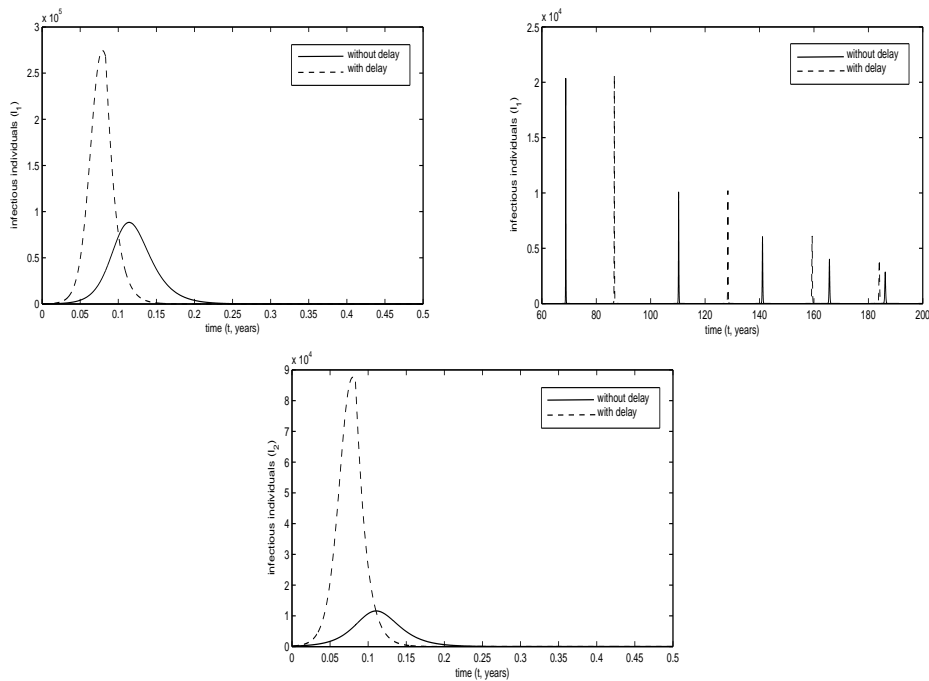 x 10^5
3
2.5
2
1.5
1
0.5
0
infectious individuals (I_1)
without delay
with delay
0 0.05 0.1 0.15 0.2 0.25 0.3 0.35 0.4 0.45 0.5
time (t, years)
x 10^4
2.5
2
1.5
1
0.5
0
infectious individuals (I_1)
without delay
with delay
60 80 100 120 140 160 180 200
time (t, years)
x 10^4
9
8
7
6
5
4
3
2
1
0
infectious individuals (I_2)
without delay
with delay
0 0.05 0.1 0.15 0.2 0.25 0.3 0.35 0.4 0.45 0.5
time (t, years)